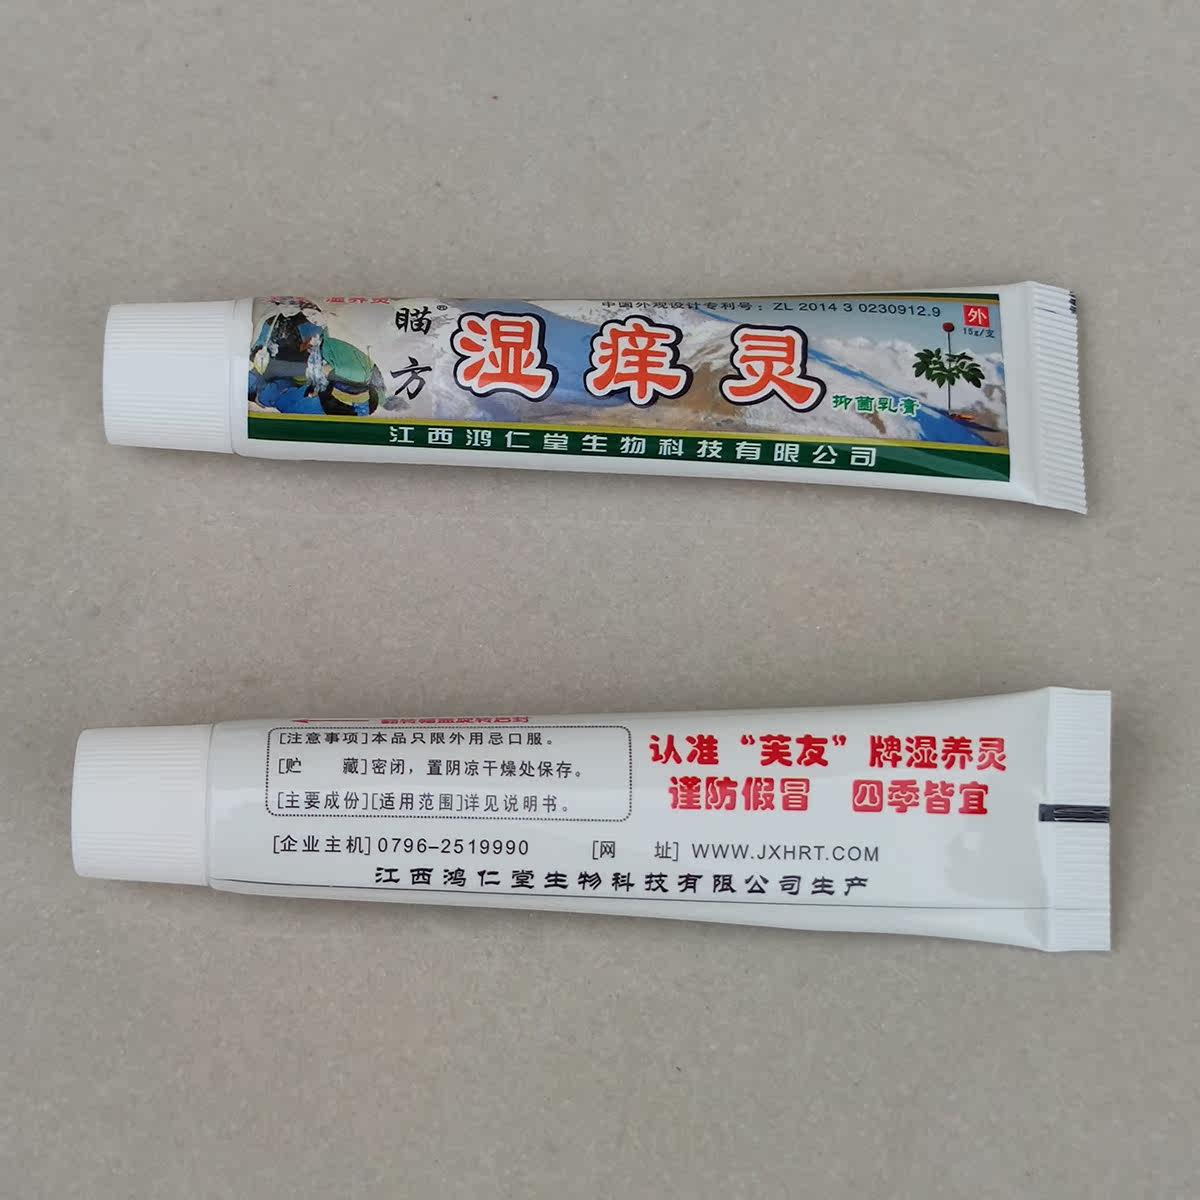 中国外观设计专利号：ZL 2014 3 0230912.9
外
15g/支
瞄方®
湿痒灵
抑菌乳膏
江西鸿仁堂生物科技有限公司
[注意事项]本品只限外用忌口服。
[贮 藏]密闭，置阴凉干燥处保存。
[主要成份][适用范围]详见说明书。
认准“芙友”牌湿养灵
谨防假冒 四季皆宜
[企业主机]0796-2519990 [网 址] WWW.JXHRT.COM
江西鸿仁堂生物科技有限公司生产